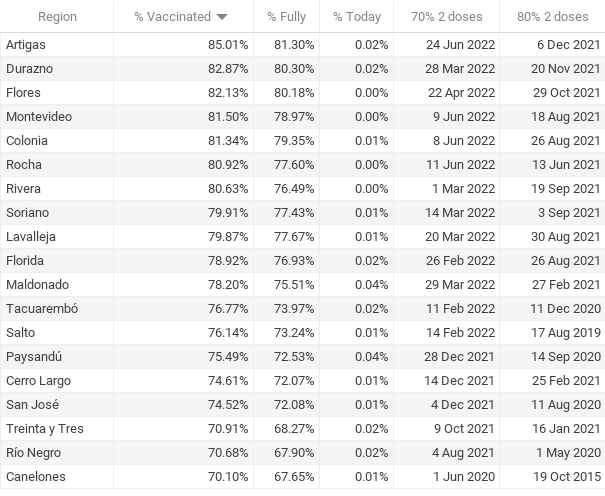 Region % Vaccinated % Fully % Today 70% 2 doses 80% 2 doses
Artigas 85.01% 81.30% 0.02% 24 Jun 2022 6 Dec 2021
Durazno 82.87% 80.30% 0.02% 28 Mar 2022 20 Nov 2021
Flores 82.13% 80.18% 0.00% 22 Apr 2022 29 Oct 2021
Montevideo 81.50% 78.97% 0.00% 9 Jun 2022 18 Aug 2021
Colonia 81.34% 79.35% 0.01% 8 Jun 2022 26 Aug 2021
Rocha 80.92% 77.60% 0.00% 11 Jun 2022 13 Jun 2021
Rivera 80.63% 76.49% 0.00% 1 Mar 2022 19 Sep 2021
Soriano 79.91% 77.43% 0.01% 14 Mar 2022 3 Sep 2021
Lavalleja 79.87% 77.67% 0.01% 20 Mar 2022 30 Aug 2021
Florida 78.92% 76.93% 0.02% 26 Feb 2022 26 Aug 2021
Maldonado 78.20% 75.51% 0.04% 29 Mar 2022 27 Feb 2021
Tacuarembó 76.77% 73.97% 0.02% 11 Feb 2022 11 Dec 2020
Salto 76.14% 73.24% 0.01% 14 Feb 2022 17 Aug 2019
Paysandú 75.49% 72.53% 0.04% 28 Dec 2021 14 Sep 2020
Cerro Largo 74.61% 72.07% 0.01% 14 Dec 2021 25 Feb 2021
San José 74.52% 72.08% 0.01% 4 Dec 2021 11 Aug 2020
Treinta y Tres 70.91% 68.27% 0.02% 9 Oct 2021 16 Jan 2021
Río Negro 70.68% 67.90% 0.02% 4 Aug 2021 1 May 2020
Canelones 70.10% 67.65% 0.01% 1 Jun 2020 19 Oct 2015